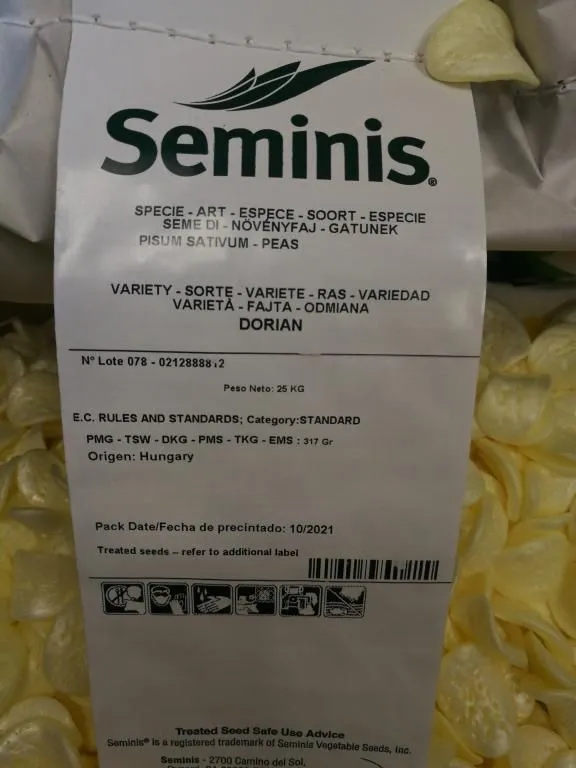 Seminis®
SPECIE - ART - ESPECE - SOORT - ESPECIE
SEME DI - NÖVÉNYFAJ - GATUNEK
PISUM SATIVUM - PEAS
VARIETY - SORTE - VARIETE - RAS - VARIEDAD
VARIETÀ - FAJTA - ODMIANA
DORIAN
N° Lote 078 -
Peso Neto: 25 KG
E.C. RULES AND STANDARDS; Category:STANDARD
PMG - TSW - DKG - PMS - TKG - EMS : 317 Gr
Origen: Hungary
Pack Date/Fecha de precintado: 10/2021
Treated seeds – refer to additional label
Treated Seed Safe Use Advice
Seminis® is a registered trademark of Seminis Vegetable Seeds, Inc.
Seminis - 2700 Camino del Sol,